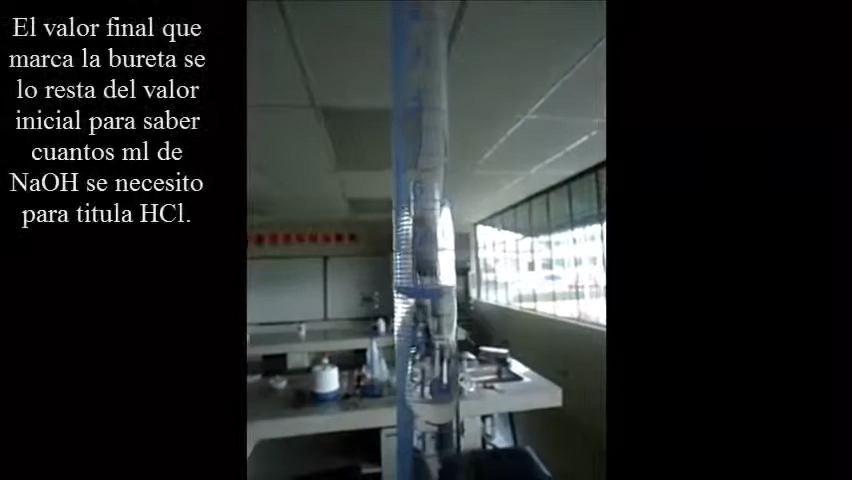 El valor final que
marca la bureta se
lo resta del valor
inicial para saber
cuantos ml de
NaOH se necesito
para titula HCl.